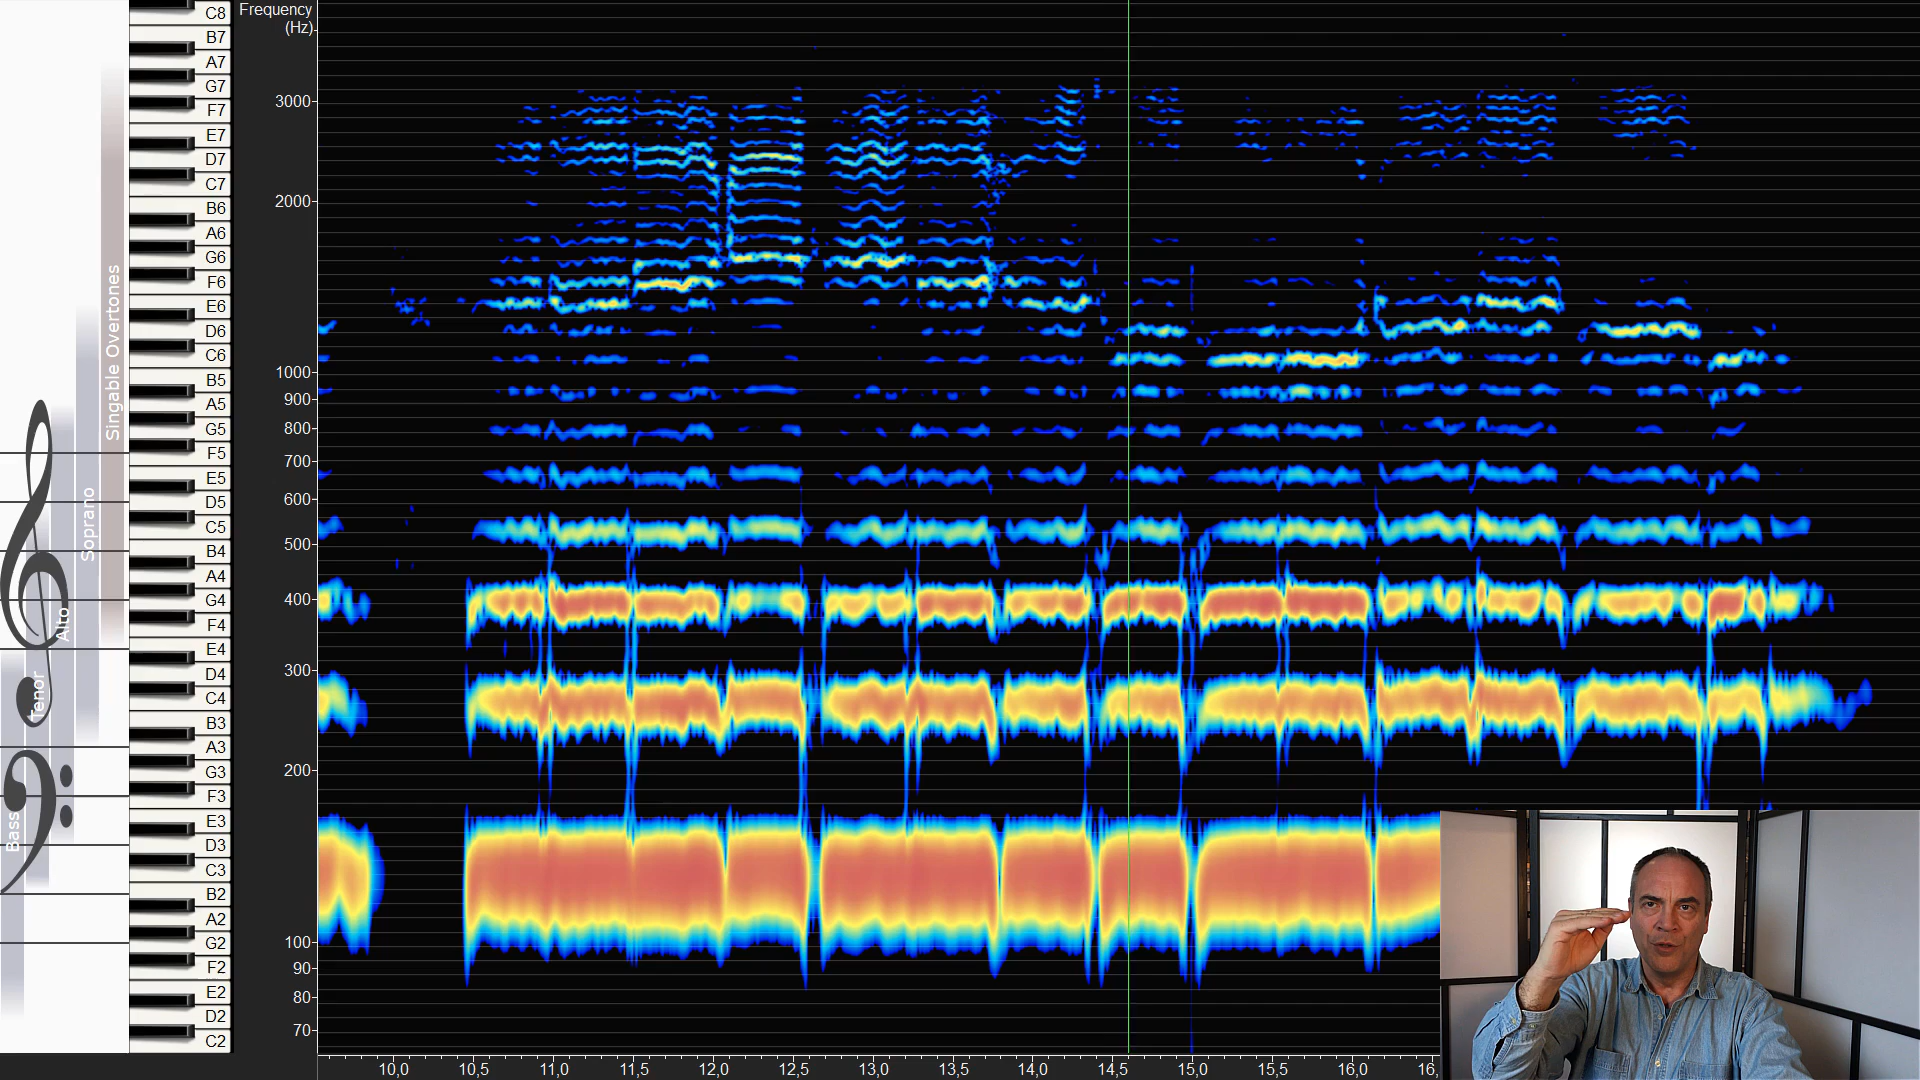 Frequency
(Hz)
C8
B7
A7
G7
F7
E7
D7
C7
B6
A6
G6
F6
E6
D6
C6
B5
A5
G5
F5
E5
D5
C5
B4
A4
G4
F4
E4
D4
C4
B3
A3
G3
F3
E3
D3
C3
B2
A2
G2
F2
E2
D2
C2
3000
2000
1000
900
800
700
600
500
400
300
200
100
90
80
70
Singable Overtones
Soprano
Alto
Tenor
Bass
10,0 10,5 11,0 11,5 12,0 12,5 13,0 13,5 14,0 14,5 15,0 15,5 16,0 16,